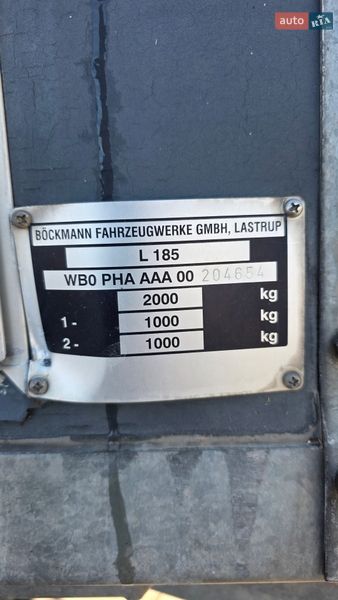 auto RIA
BÖCKMANN FAHRZEUGWERKE GMBH, LASTRUP
L 185
WB0 PHA AAA 00 204654
2000 kg
1- 1000 kg
2- 1000 kg